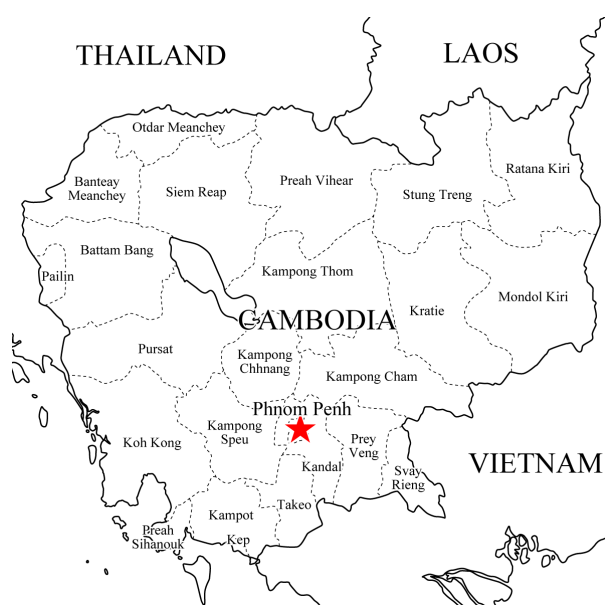 THAILAND
LAOS
Otdar Meanchey
Banteay
Meanchey
Siem Reap
Preah Vihear
Stung Treng
Ratana Kiri
Battam Bang
Pailin
Kampong Thom
Kratie
Mondol Kiri
CAMBODIA
Pursat
Kampong
Chhnang
Kampong Cham
Phnom Penh
Koh Kong
Kampong
Speu
Prey
Veng
Kandal
Svay
Rieng
VIETNAM
Takeo
Kampot
Preah
Sihanouk
Kep